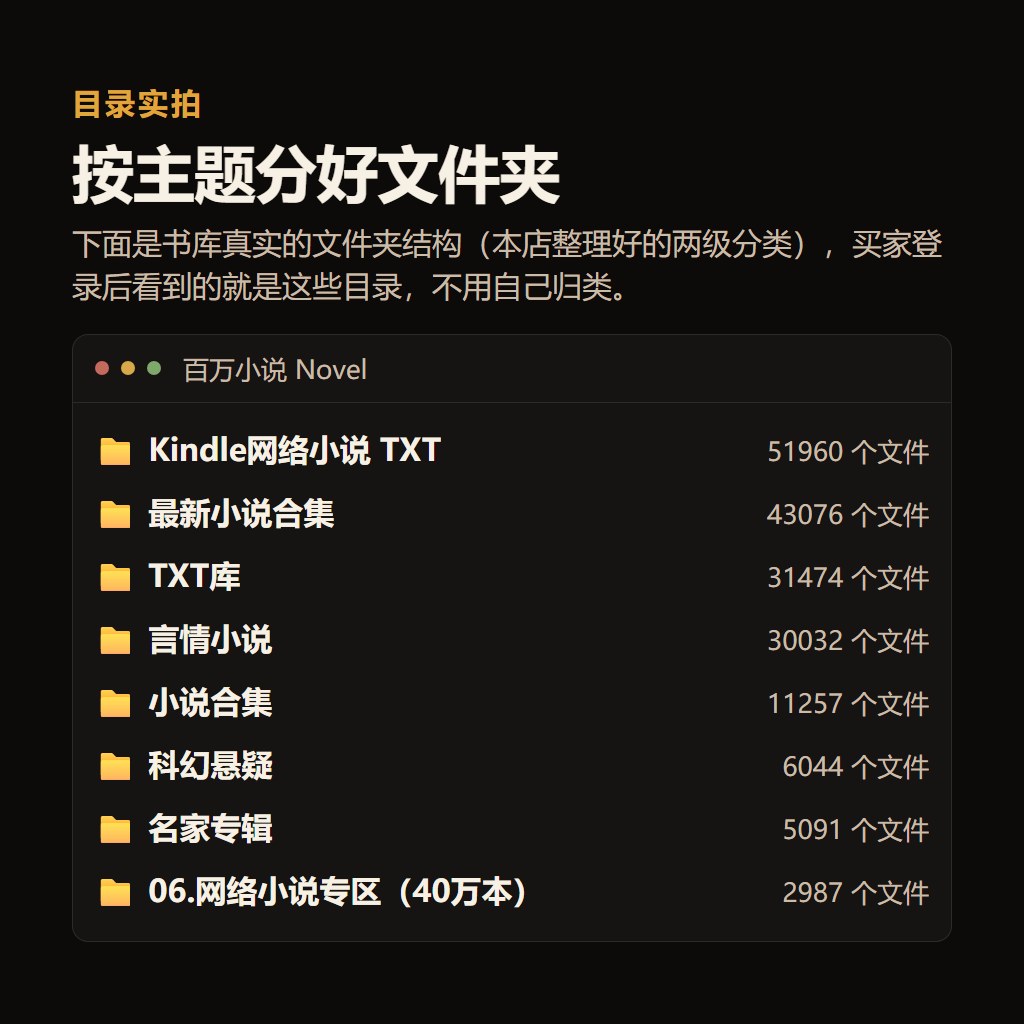 目录实拍
按主题分好文件夹
下面是书库真实的文件夹结构（本店整理好的两级分类），买家登
录后看到的就是这些目录，不用自己归类。
百万小说 Novel
Kindle网络小说 TXT 51960 个文件
最新小说合集 43076 个文件
TXT库 31474 个文件
言情小说 30032 个文件
小说合集 11257 个文件
科幻悬疑 6044 个文件
名家专辑 5091 个文件
06.网络小说专区（40万本） 2987 个文件